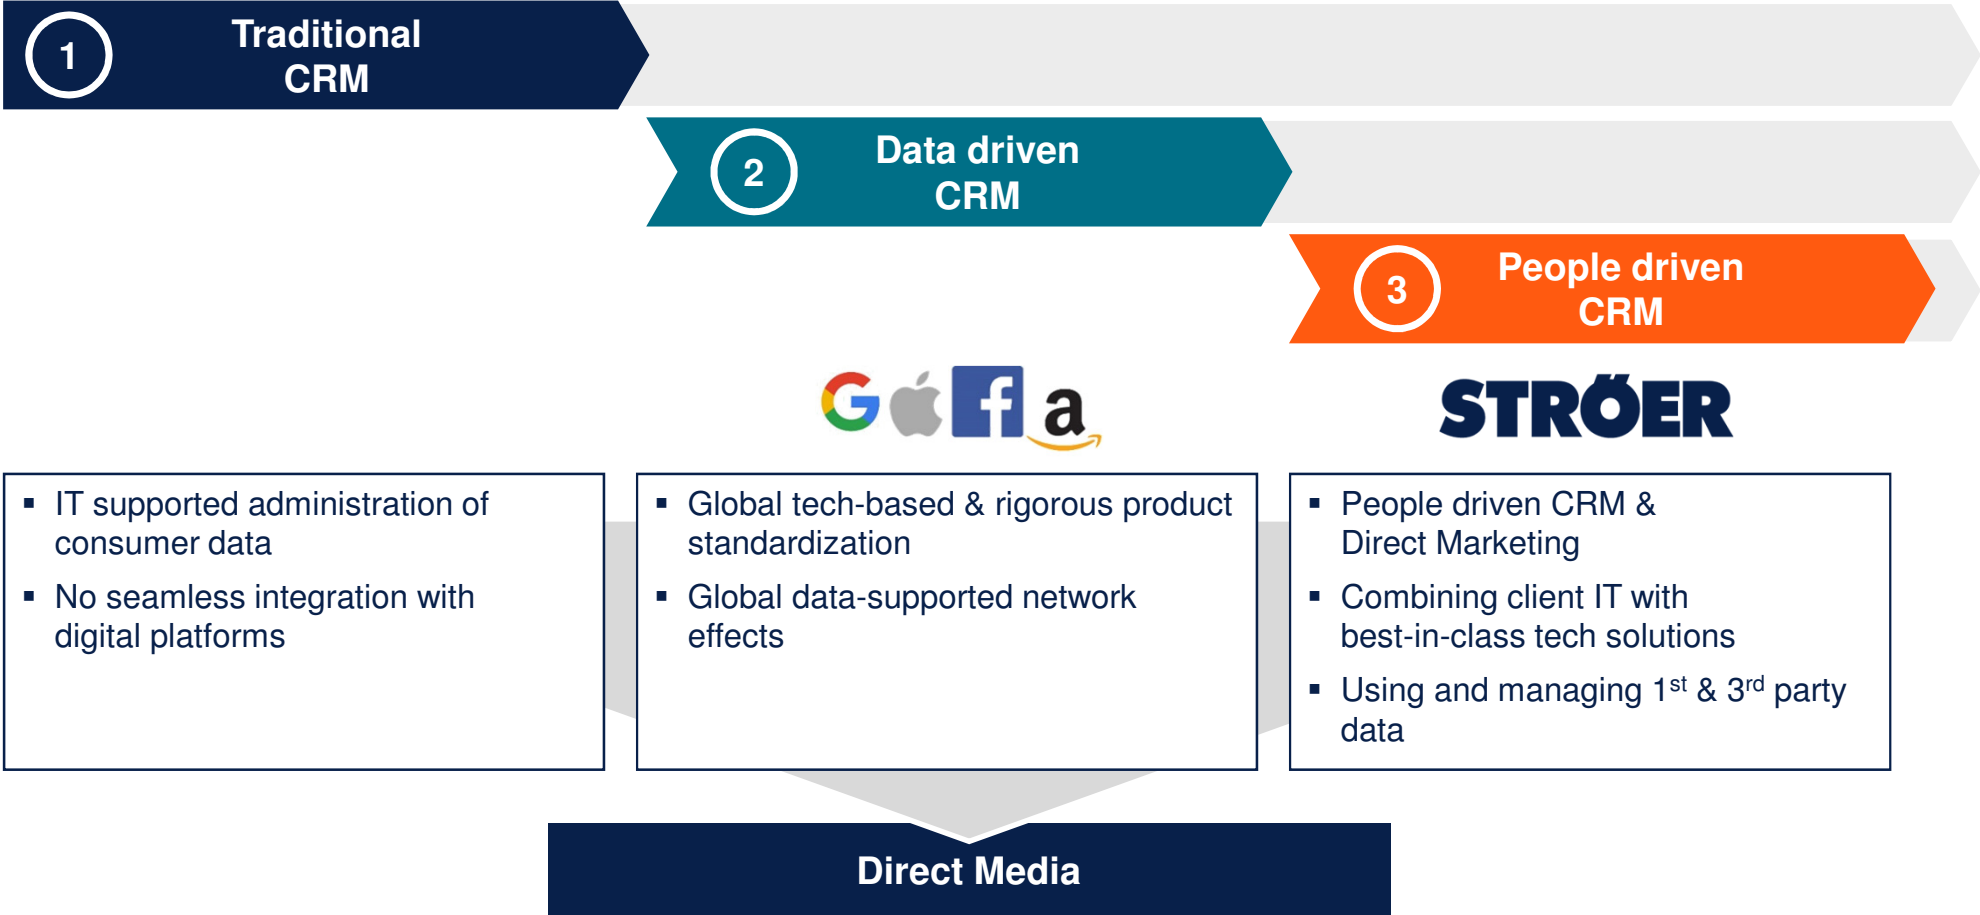 1
Traditional
CRM
2
Data driven
CRM
3
People driven
CRM
G f a
STRÖER
▪ IT supported administration of
consumer data
▪ No seamless integration with
digital platforms
▪ Global tech-based & rigorous product
standardization
▪ Global data-supported network
effects
▪ People driven CRM &
Direct Marketing
▪ Combining client IT with
best-in-class tech solutions
▪ Using and managing 1st & 3rd party
data
Direct Media